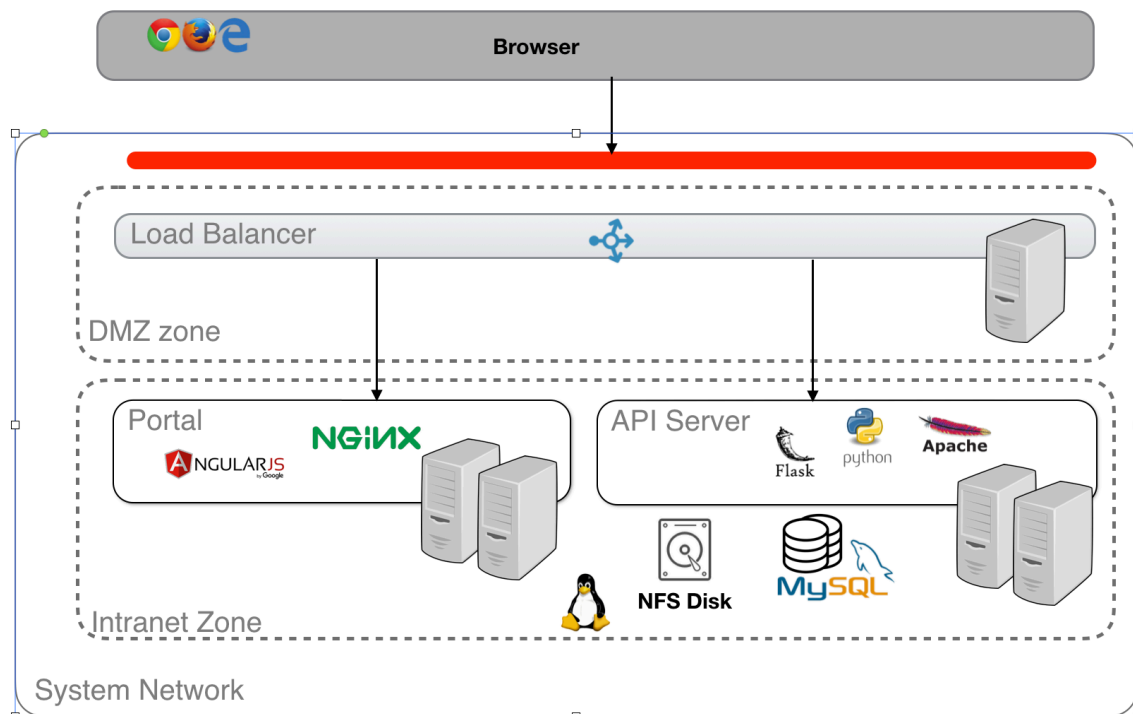 Browser
Load Balancer
DMZ zone
Portal
NGINX
ANGULARJS
by Google
API Server
Flask
python
Apache
NFS Disk
MySQL
Intranet Zone
System Network